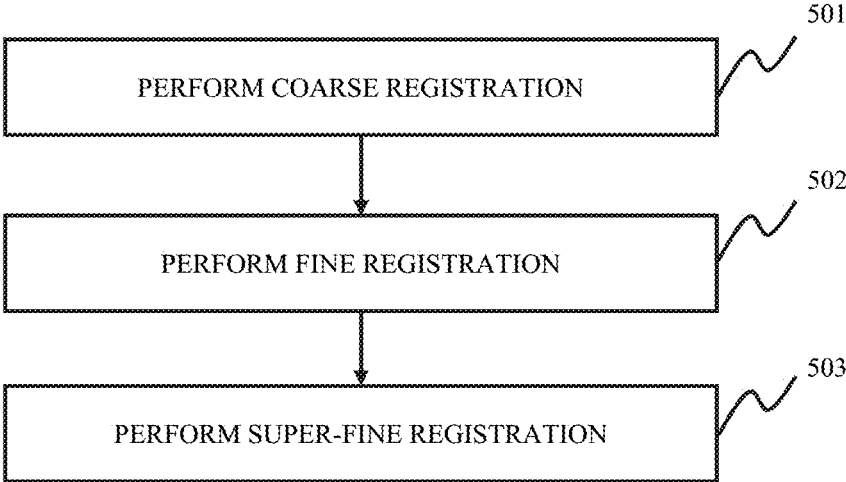 501
PERFORM COARSE REGISTRATION
502
PERFORM FINE REGISTRATION
503
PERFORM SUPER-FINE REGISTRATION